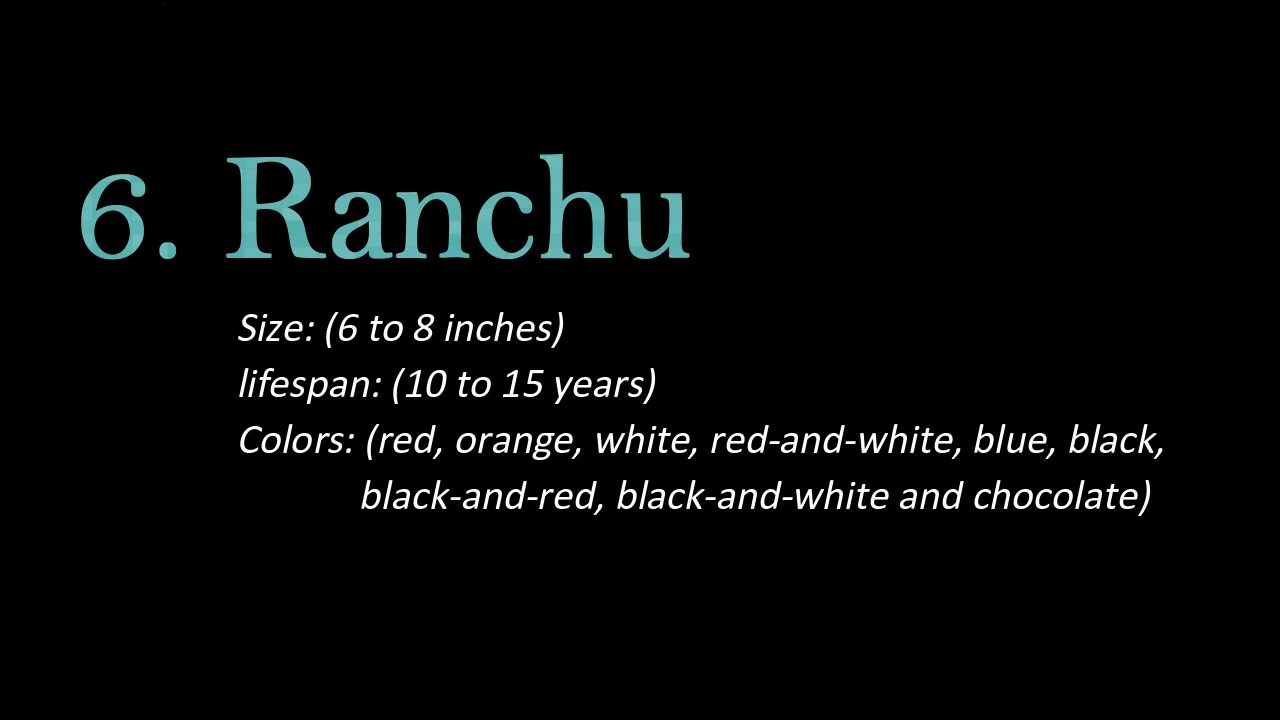 6. Ranchu
Size: (6 to 8 inches)
lifespan: (10 to 15 years)
Colors: (red, orange, white, red-and-white, blue, black,
black-and-red, black-and-white and chocolate)